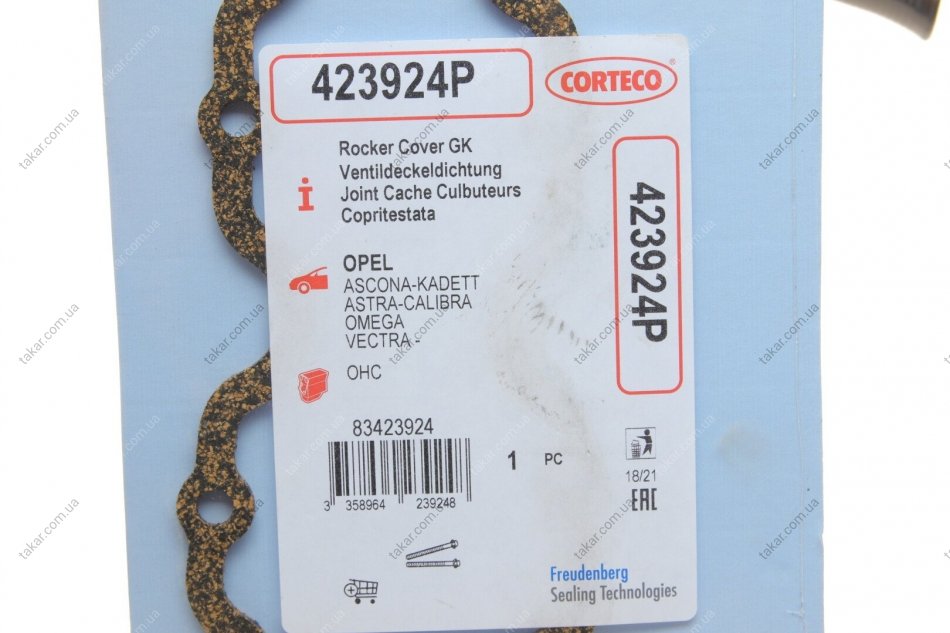 423924P
CORTECO
Rocker Cover GK
Ventildeckeldichtung
Joint Cache Culbuteurs
Copritestata
423924P
OPEL
ASCONA-KADETT
ASTRA-CALIBRA
OMEGA
VECTRA -
OHC
83423924
3 358964 239248
1 PC
18/21
EAC
Freudenberg
Sealing Technologies
takar.com.ua